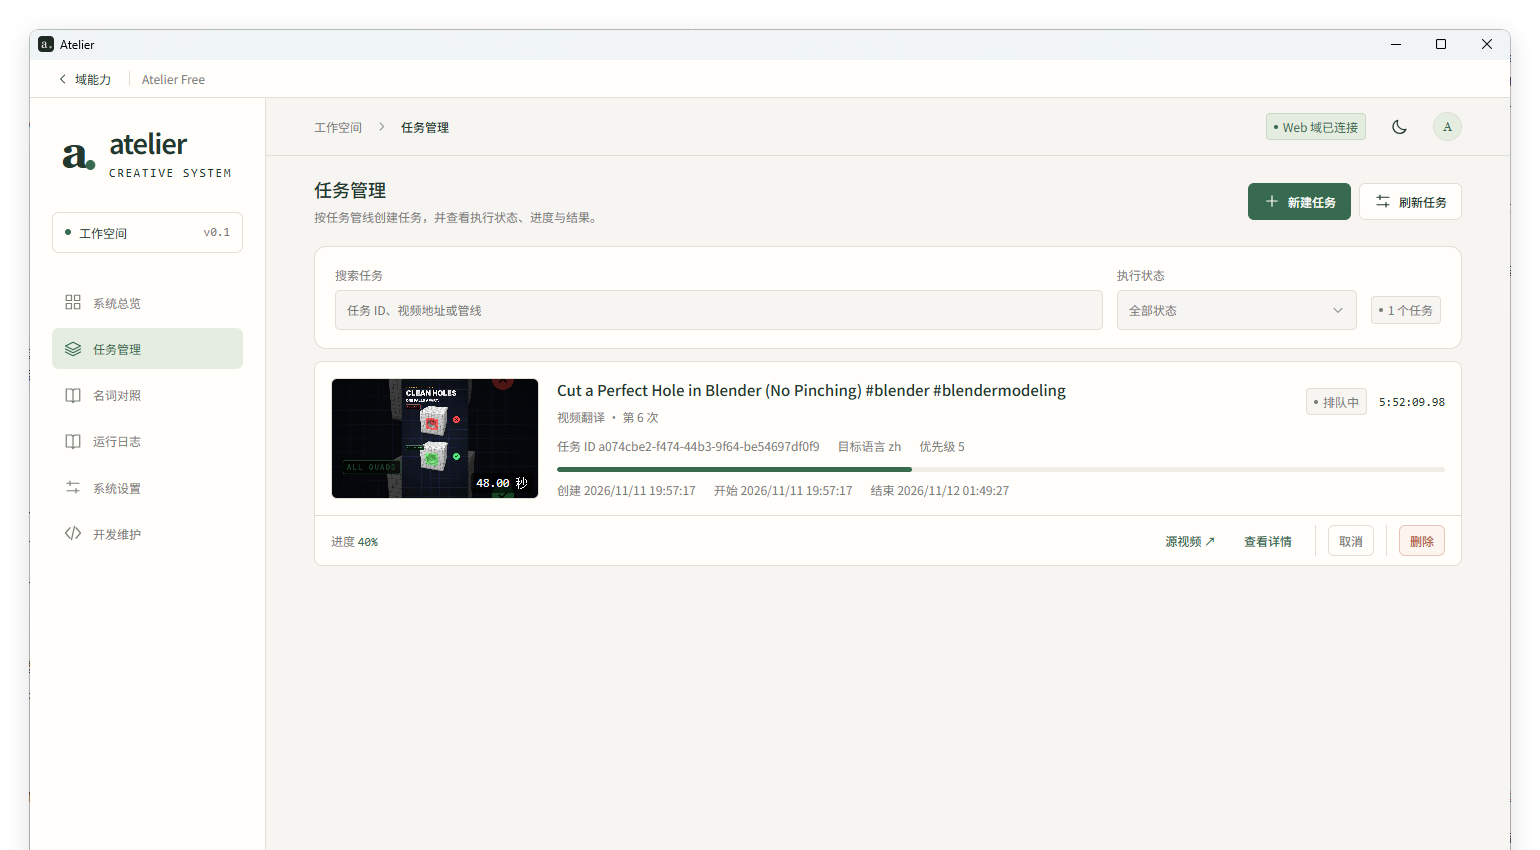 a. Atelier
域能力
Atelier Free
a.
atelier
CREATIVE SYSTEM
工作空间 v0.1
系统总览
任务管理
名词对照
运行日志
系统设置
开发维护
工作空间 > 任务管理
Web 域已连接
A
任务管理
按任务管线创建任务，并查看执行状态、进度与结果。
新建任务
刷新任务
搜索任务
任务 ID、视频地址或管线
执行状态
全部状态
1 个任务
CLEAN HOLES
ALL QUADS
48.00 秒
Cut a Perfect Hole in Blender (No Pinching) #blender #blendermodeling
视频翻译 • 第 6 次
任务 ID a074cbe2-f474-44b3-9f64-be54697df0f9 目标语言 zh 优先级 5
创建 2026/11/11 19:57:17 开始 2026/11/11 19:57:17 结束 2026/11/12 01:49:27
排队中
5:52:09.98
进度 40%
源视频 ↗
查看详情
取消
删除